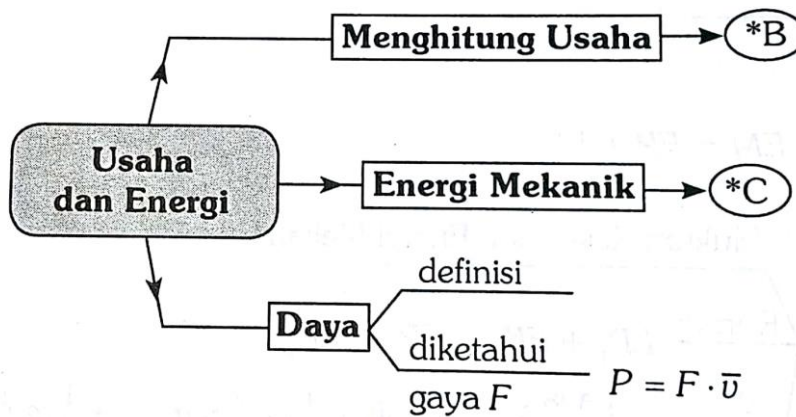 Menghitung Usaha
*B
Usaha
dan Energi
Energi Mekanik
*C
Daya
definisi
diketahui
gaya F
P = F · v̄